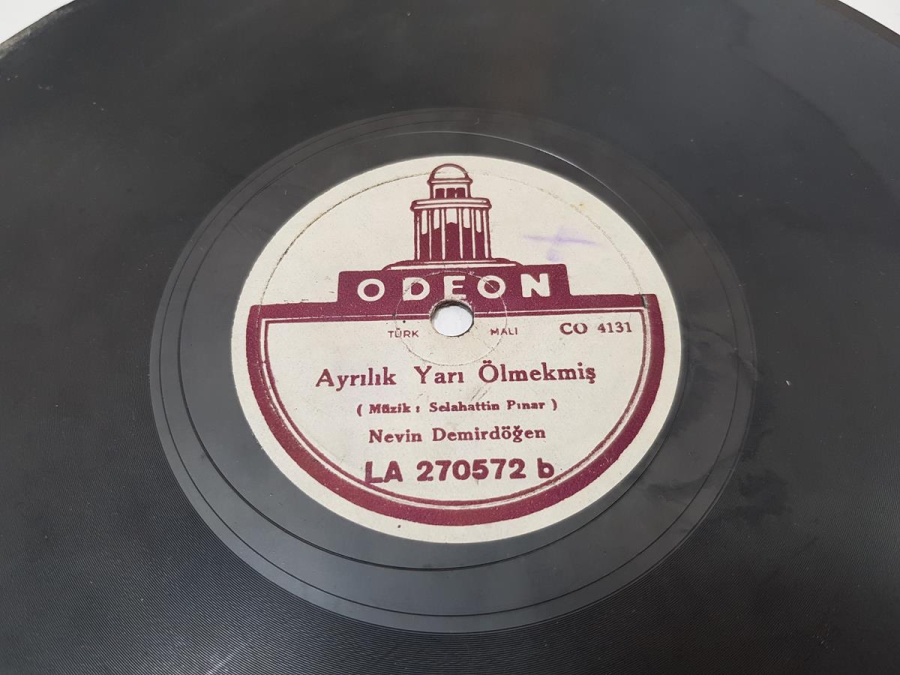 ODEON
TÜRK MALI CO 4131
Ayrılık Yarı Ölmekmiş
( Müzik : Selahattin Pınar )
Nevin Demirdöğen
LA 270572 b